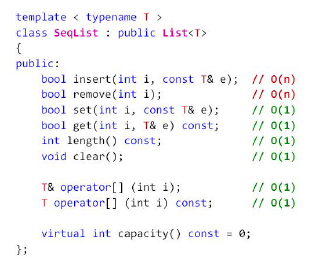 template < typename T >
class SeqList : public List<T>
{
public:
    bool insert(int i, const T& e);  // O(n)
    bool remove(int i);              // O(n)
    bool set(int i, const T& e);     // O(1)
    bool get(int i, T& e) const;     // O(1)
    int length() const;              // O(1)
    void clear();                    // O(1)

    T& operator[] (int i);           // O(1)
    T operator[] (int i) const;      // O(1)

    virtual int capacity() const = 0;
};